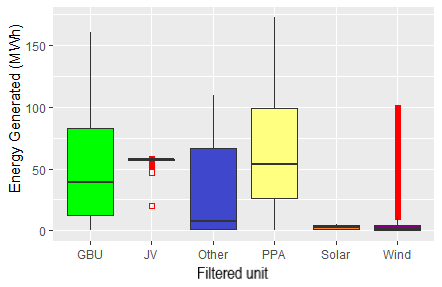 Energy Generated (MWh)
150
100
50
0
GBU JV Other PPA Solar Wind
Filtered unit